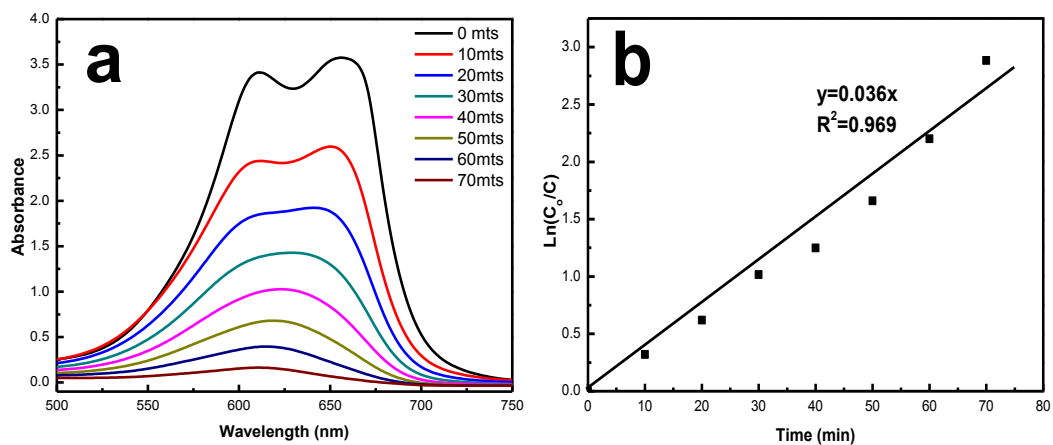 a
4.0
3.5
3.0
2.5
2.0
1.5
1.0
0.5
0.0
Absorbance
500
550
600
650
700
750
Wavelength (nm)
0 mts
10mts
20mts
30mts
40mts
50mts
60mts
70mts
b
3.0
2.5
2.0
1.5
1.0
0.5
0.0
Ln(Co/C)
y=0.036x
R²=0.969
0
10
20
30
40
50
60
70
80
Time (min)